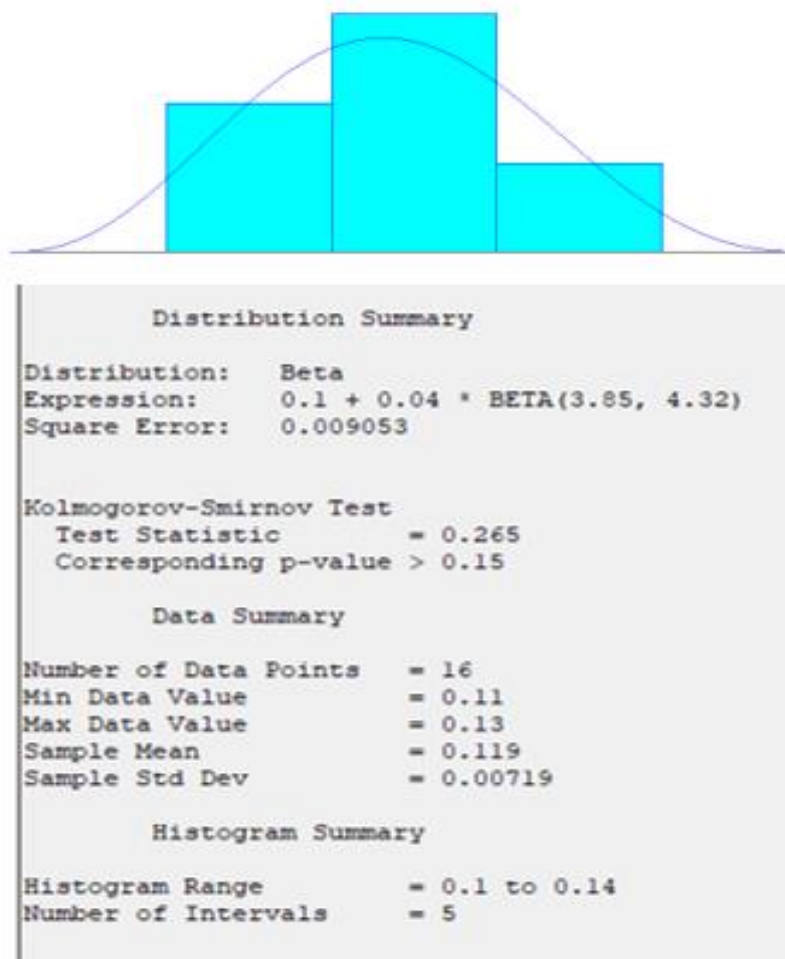 Distribution Summary
Distribution: Beta
Expression: 0.1 + 0.04 * BETA(3.85, 4.32)
Square Error: 0.009053
Kolmogorov-Smirnov Test
Test Statistic = 0.265
Corresponding p-value > 0.15
Data Summary
Number of Data Points = 16
Min Data Value = 0.11
Max Data Value = 0.13
Sample Mean = 0.119
Sample Std Dev = 0.00719
Histogram Summary
Histogram Range = 0.1 to 0.14
Number of Intervals = 5